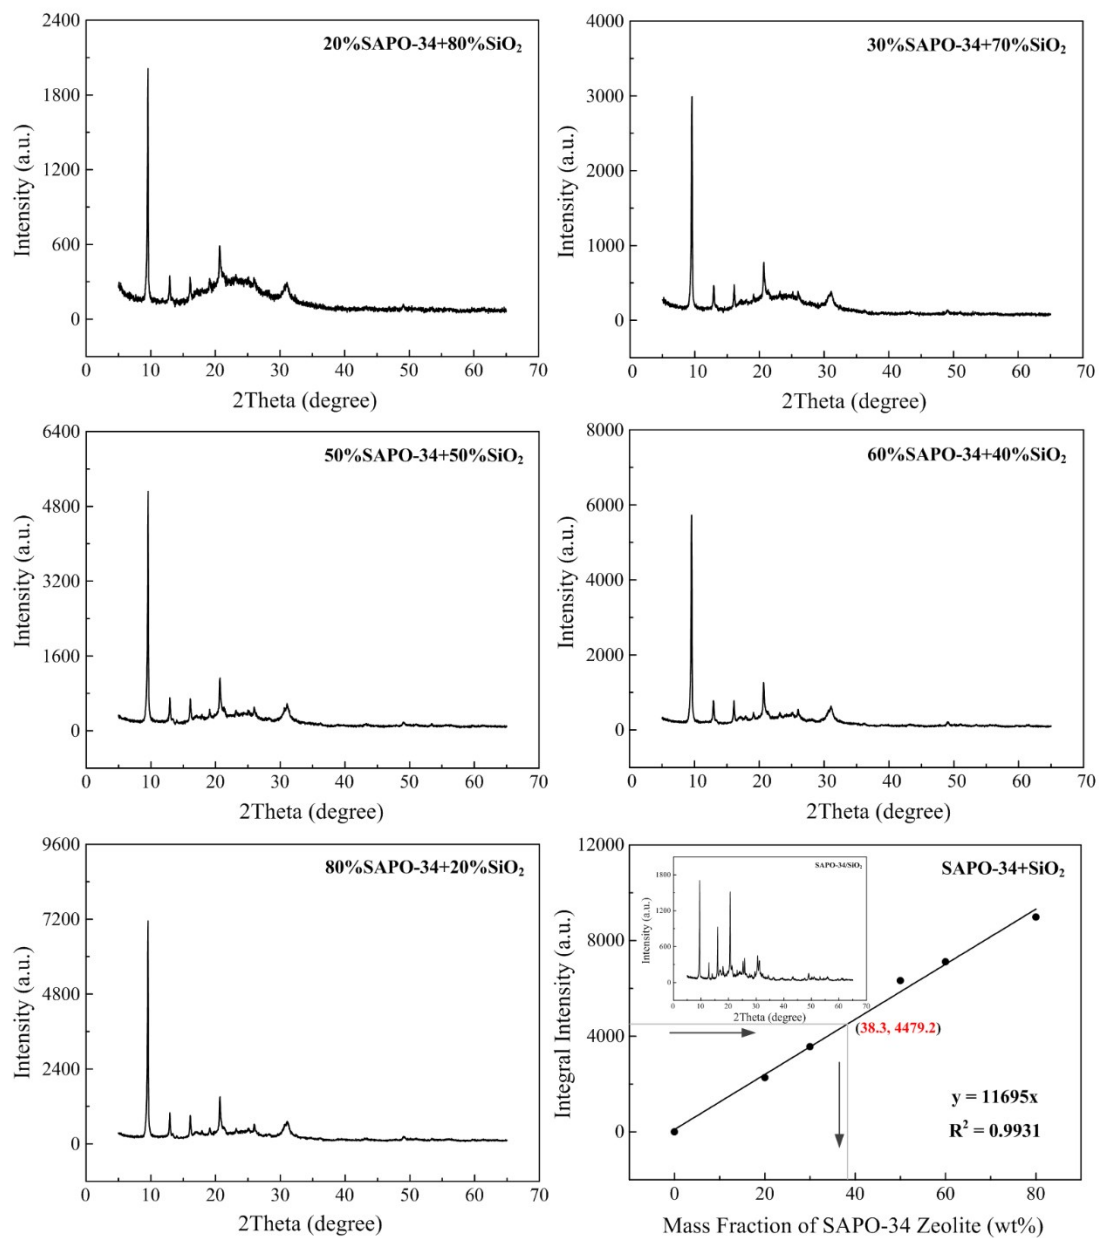 2400
1800
1200
600
0
20%SAPO-34+80%SiO₂
Intensity (a.u.)
0 10 20 30 40 50 60 70
2Theta (degree)
4000
3000
2000
1000
0
30%SAPO-34+70%SiO₂
Intensity (a.u.)
0 10 20 30 40 50 60 70
2Theta (degree)
6400
4800
3200
1600
0
50%SAPO-34+50%SiO₂
Intensity (a.u.)
0 10 20 30 40 50 60 70
2Theta (degree)
8000
6000
4000
2000
0
60%SAPO-34+40%SiO₂
Intensity (a.u.)
0 10 20 30 40 50 60 70
2Theta (degree)
9600
7200
4800
2400
0
80%SAPO-34+20%SiO₂
Intensity (a.u.)
0 10 20 30 40 50 60 70
2Theta (degree)
12000
8000
4000
0
SAPO-34+SiO₂
Integral Intensity (a.u.)
SAPO-34/SiO₂
1800
1200
600
0
Intensity (a.u.)
0 10 20 30 40 50 60 70
2Theta (degree)
(38.3, 4479.2)
y = 11695x
R² = 0.9931
0 20 40 60 80
Mass Fraction of SAPO-34 Zeolite (wt%)